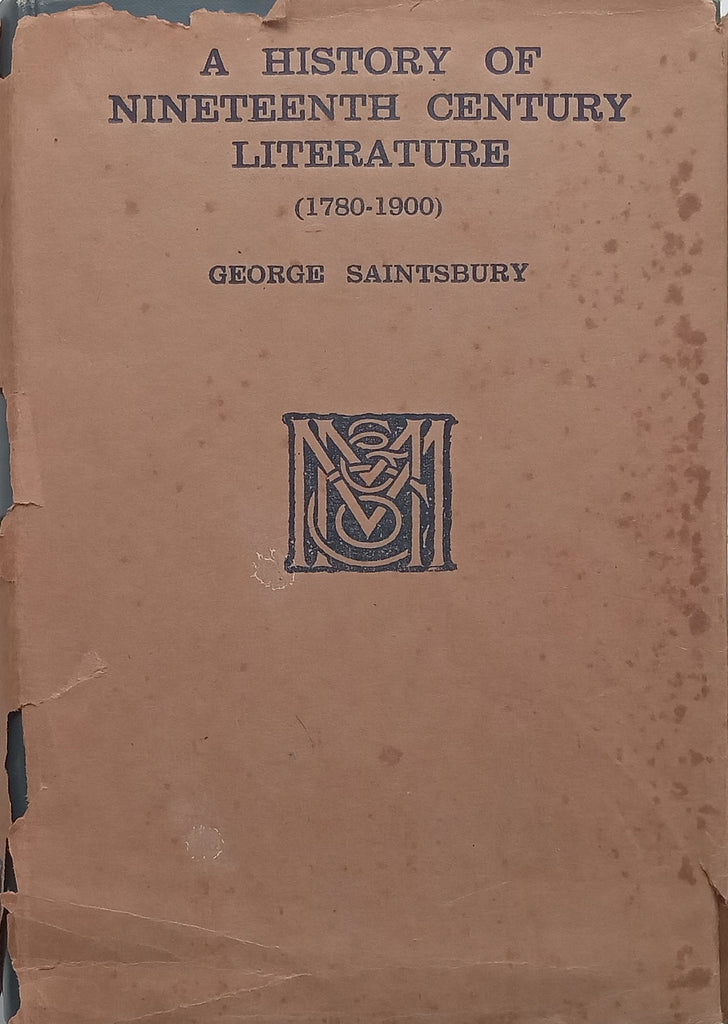 A HISTORY OF
NINETEENTH CENTURY
LITERATURE
(1780-1900)
GEORGE SAINTSBURY